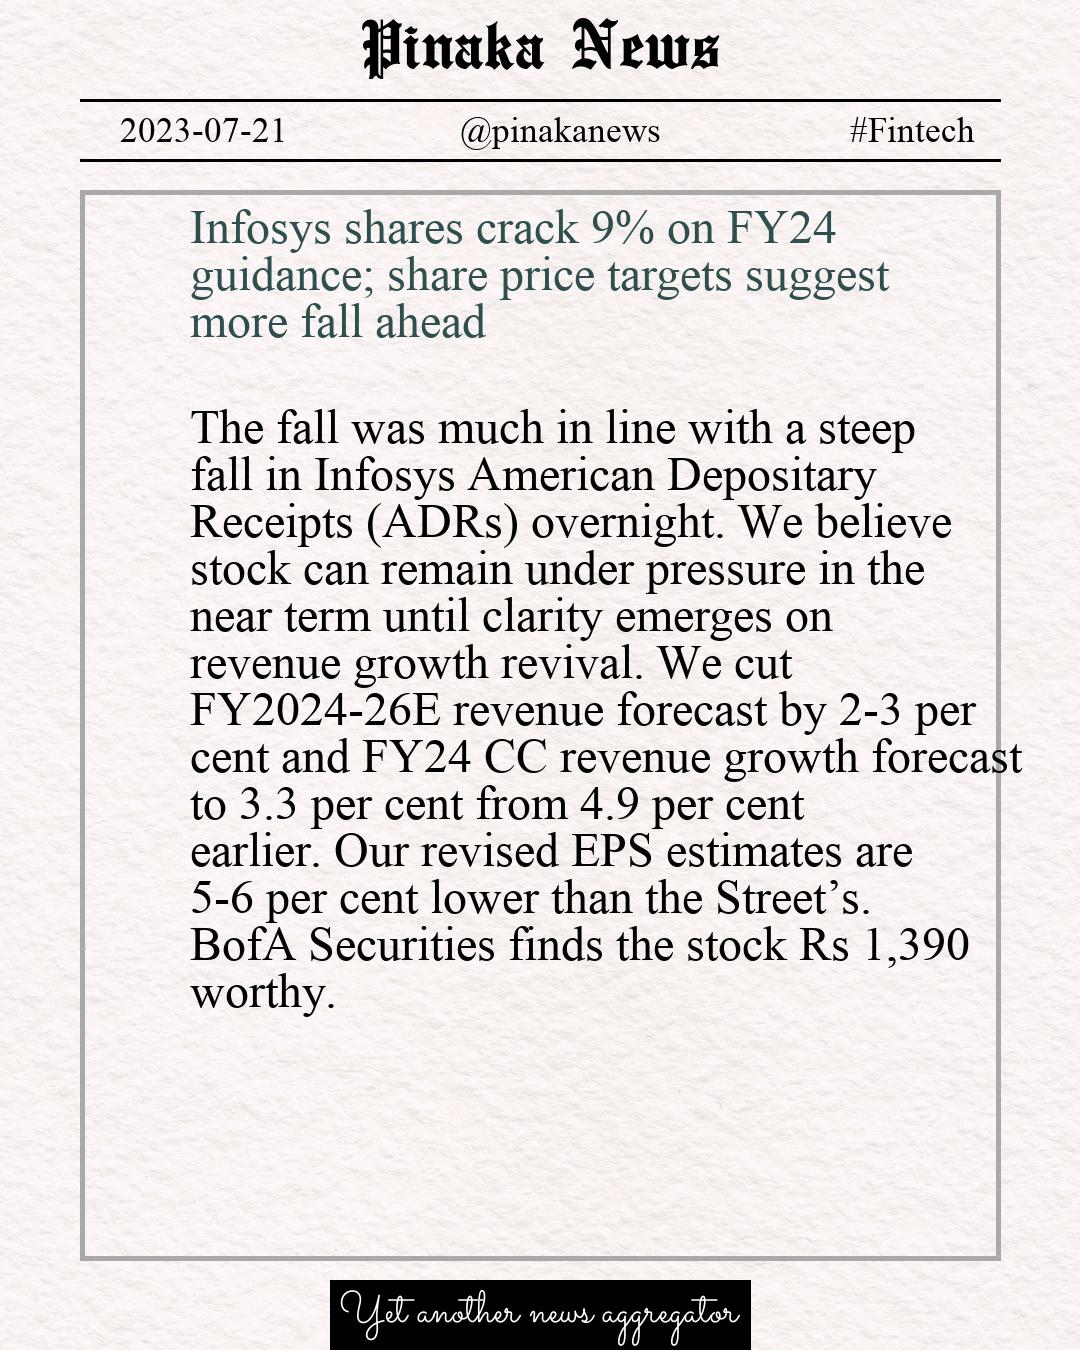 Pinaka News
2023-07-21 @pinakanews #Fintech
Infosys shares crack 9% on FY24
guidance; share price targets suggest
more fall ahead
The fall was much in line with a steep
fall in Infosys American Depositary
Receipts (ADRs) overnight. We believe
stock can remain under pressure in the
near term until clarity emerges on
revenue growth revival. We cut
FY2024-26E revenue forecast by 2-3 per
cent and FY24 CC revenue growth forecast
to 3.3 per cent from 4.9 per cent
earlier. Our revised EPS estimates are
5-6 per cent lower than the Street’s.
BofA Securities finds the stock Rs 1,390
worthy.
Yet another news aggregator